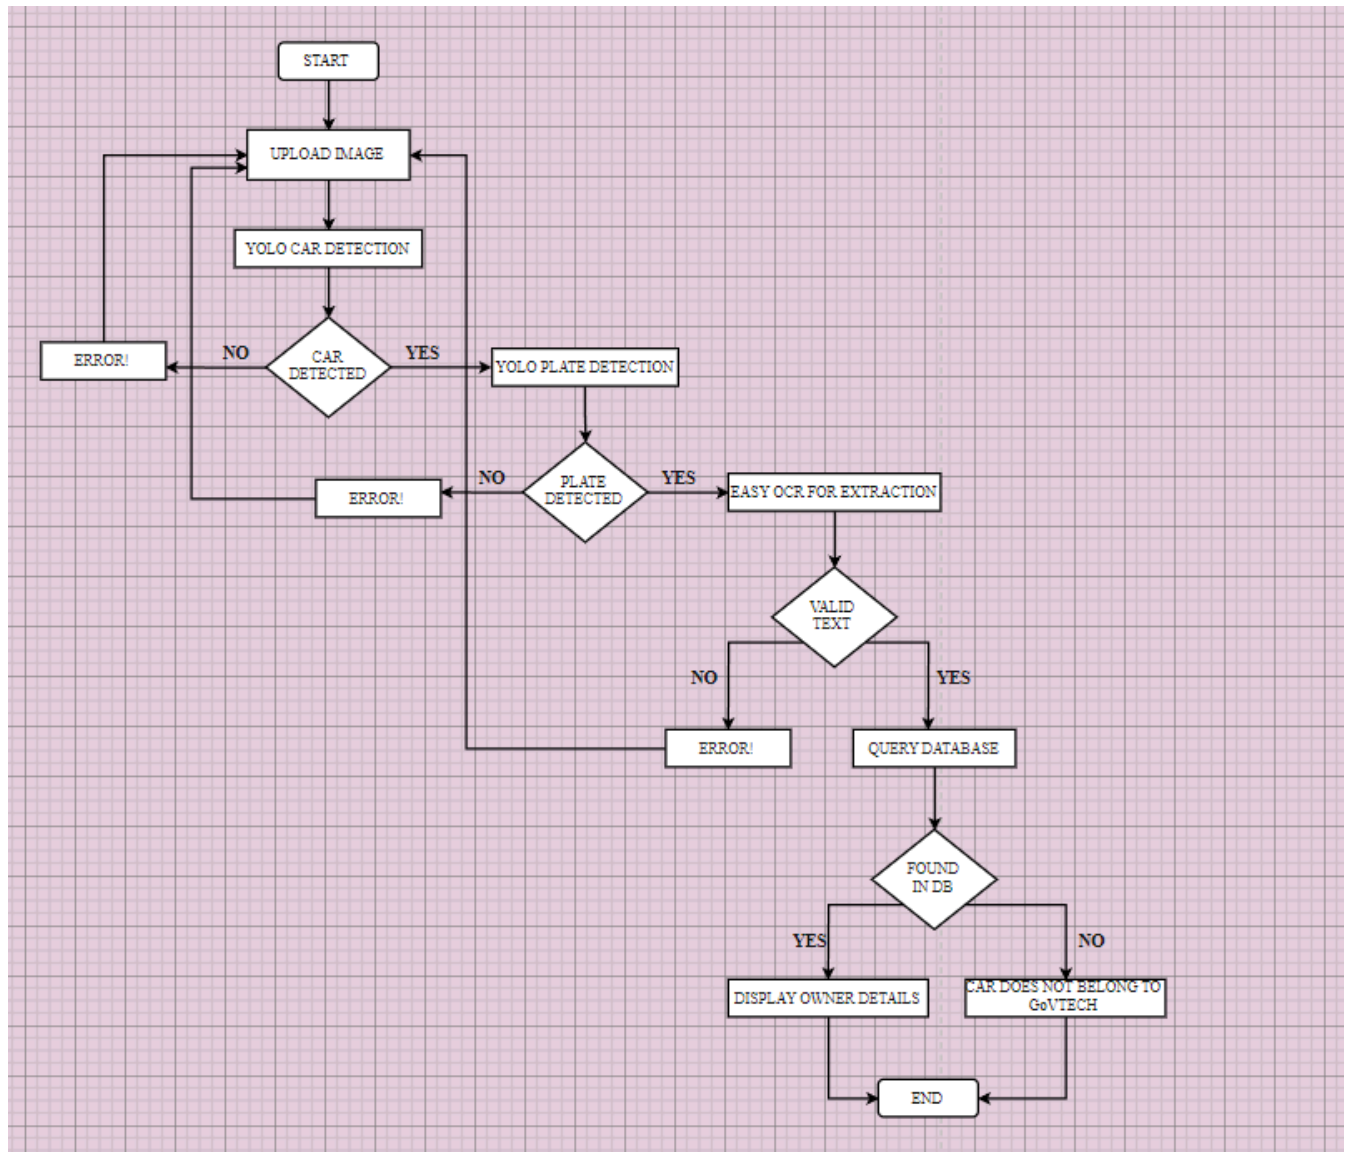 START
UPLOAD IMAGE
YOLO CAR DETECTION
ERROR!
NO
CAR
DETECTED
YES
YOLO PLATE DETECTION
ERROR!
NO
PLATE
DETECTED
YES
EASY OCR FOR EXTRACTION
VALID
TEXT
NO
YES
ERROR!
QUERY DATABASE
FOUND
IN DB
YES
NO
DISPLAY OWNER DETAILS
CAR DOES NOT BELONG TO
GoVTECH
END